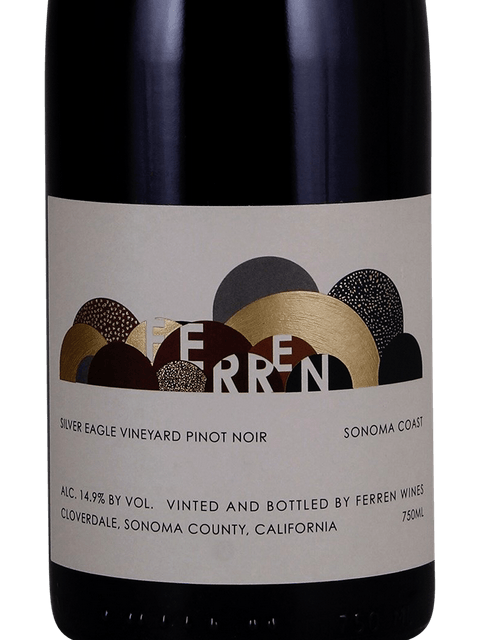 FERREN
SILVER EAGLE VINEYARD PINOT NOIR
SONOMA COAST
ALC. 14.9% BY VOL. VINTED AND BOTTLED BY FERREN WINES
CLOVERDALE, SONOMA COUNTY, CALIFORNIA
750ML